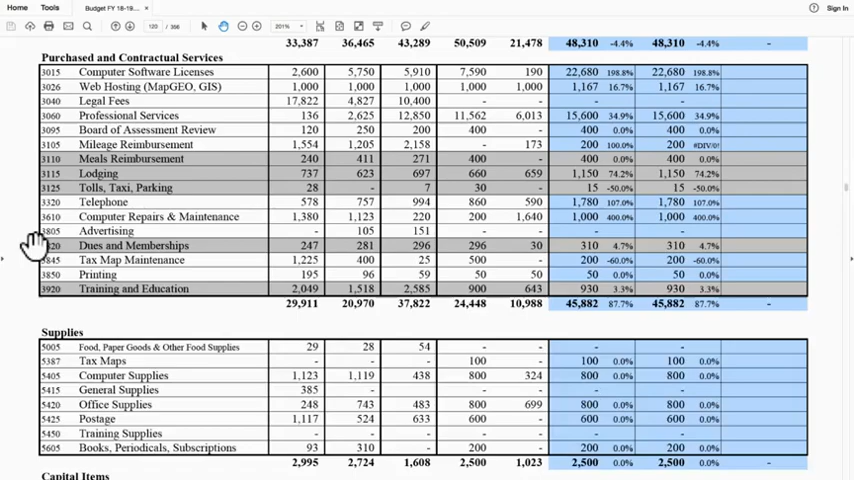 Home Tools Budget FY 18-19.... × Sign In
120 / 356 201%
33,387 36,465 43,289 50,509 21,478 48,310 -4.4% 48,310 -4.4% -
Purchased and Contractual Services
3015 Computer Software Licenses 2,600 5,750 5,910 7,590 190 22,680 198.8% 22,680 198.8%
3026 Web Hosting (MapGEO, GIS) 1,000 1,000 1,000 1,000 1,000 1,167 16.7% 1,167 16.7%
3040 Legal Fees 17,822 4,827 10,400 - - - -
3060 Professional Services 136 2,625 12,850 11,562 6,013 15,600 34.9% 15,600 34.9%
3095 Board of Assessment Review 120 250 200 400 - 400 0.0% 400 0.0%
3105 Mileage Reimbursement 1,554 1,205 2,158 - 173 200 100.0% 200 #DIV/0!
3110 Meals Reimbursement 240 411 271 400 - 400 0.0% 400 0.0%
3115 Lodging 737 623 697 660 659 1,150 74.2% 1,150 74.2%
3125 Tolls, Taxi, Parking 28 - 7 30 - 15 -50.0% 15 -50.0%
3320 Telephone 578 757 994 860 590 1,780 107.0% 1,780 107.0%
3610 Computer Repairs & Maintenance 1,380 1,123 220 200 1,640 1,000 400.0% 1,000 400.0%
3805 Advertising - 105 151 - - - -
20 Dues and Memberships 247 281 296 296 30 310 4.7% 310 4.7%
3845 Tax Map Maintenance 1,225 400 25 500 - 200 -60.0% 200 -60.0%
3850 Printing 195 96 59 50 50 50 0.0% 50 0.0%
3920 Training and Education 2,049 1,518 2,585 900 643 930 3.3% 930 3.3%
29,911 20,970 37,822 24,448 10,988 45,882 87.7% 45,882 87.7% -
Supplies
5005 Food, Paper Goods & Other Food Supplies 29 28 54 - - - -
5387 Tax Maps - - - 100 - 100 0.0% 100 0.0%
5405 Computer Supplies 1,123 1,119 438 800 324 800 0.0% 800 0.0%
5415 General Supplies 385 - - - - -
5420 Office Supplies 248 743 483 800 699 800 0.0% 800 0.0%
5425 Postage 1,117 524 633 600 - 600 0.0% 600 0.0%
5450 Training Supplies - - - - - - -
5605 Books, Periodicals, Subscriptions 93 310 - 200 - 200 0.0% 200 0.0%
2,995 2,724 1,608 2,500 1,023 2,500 0.0% 2,500 0.0% -
Capital Items